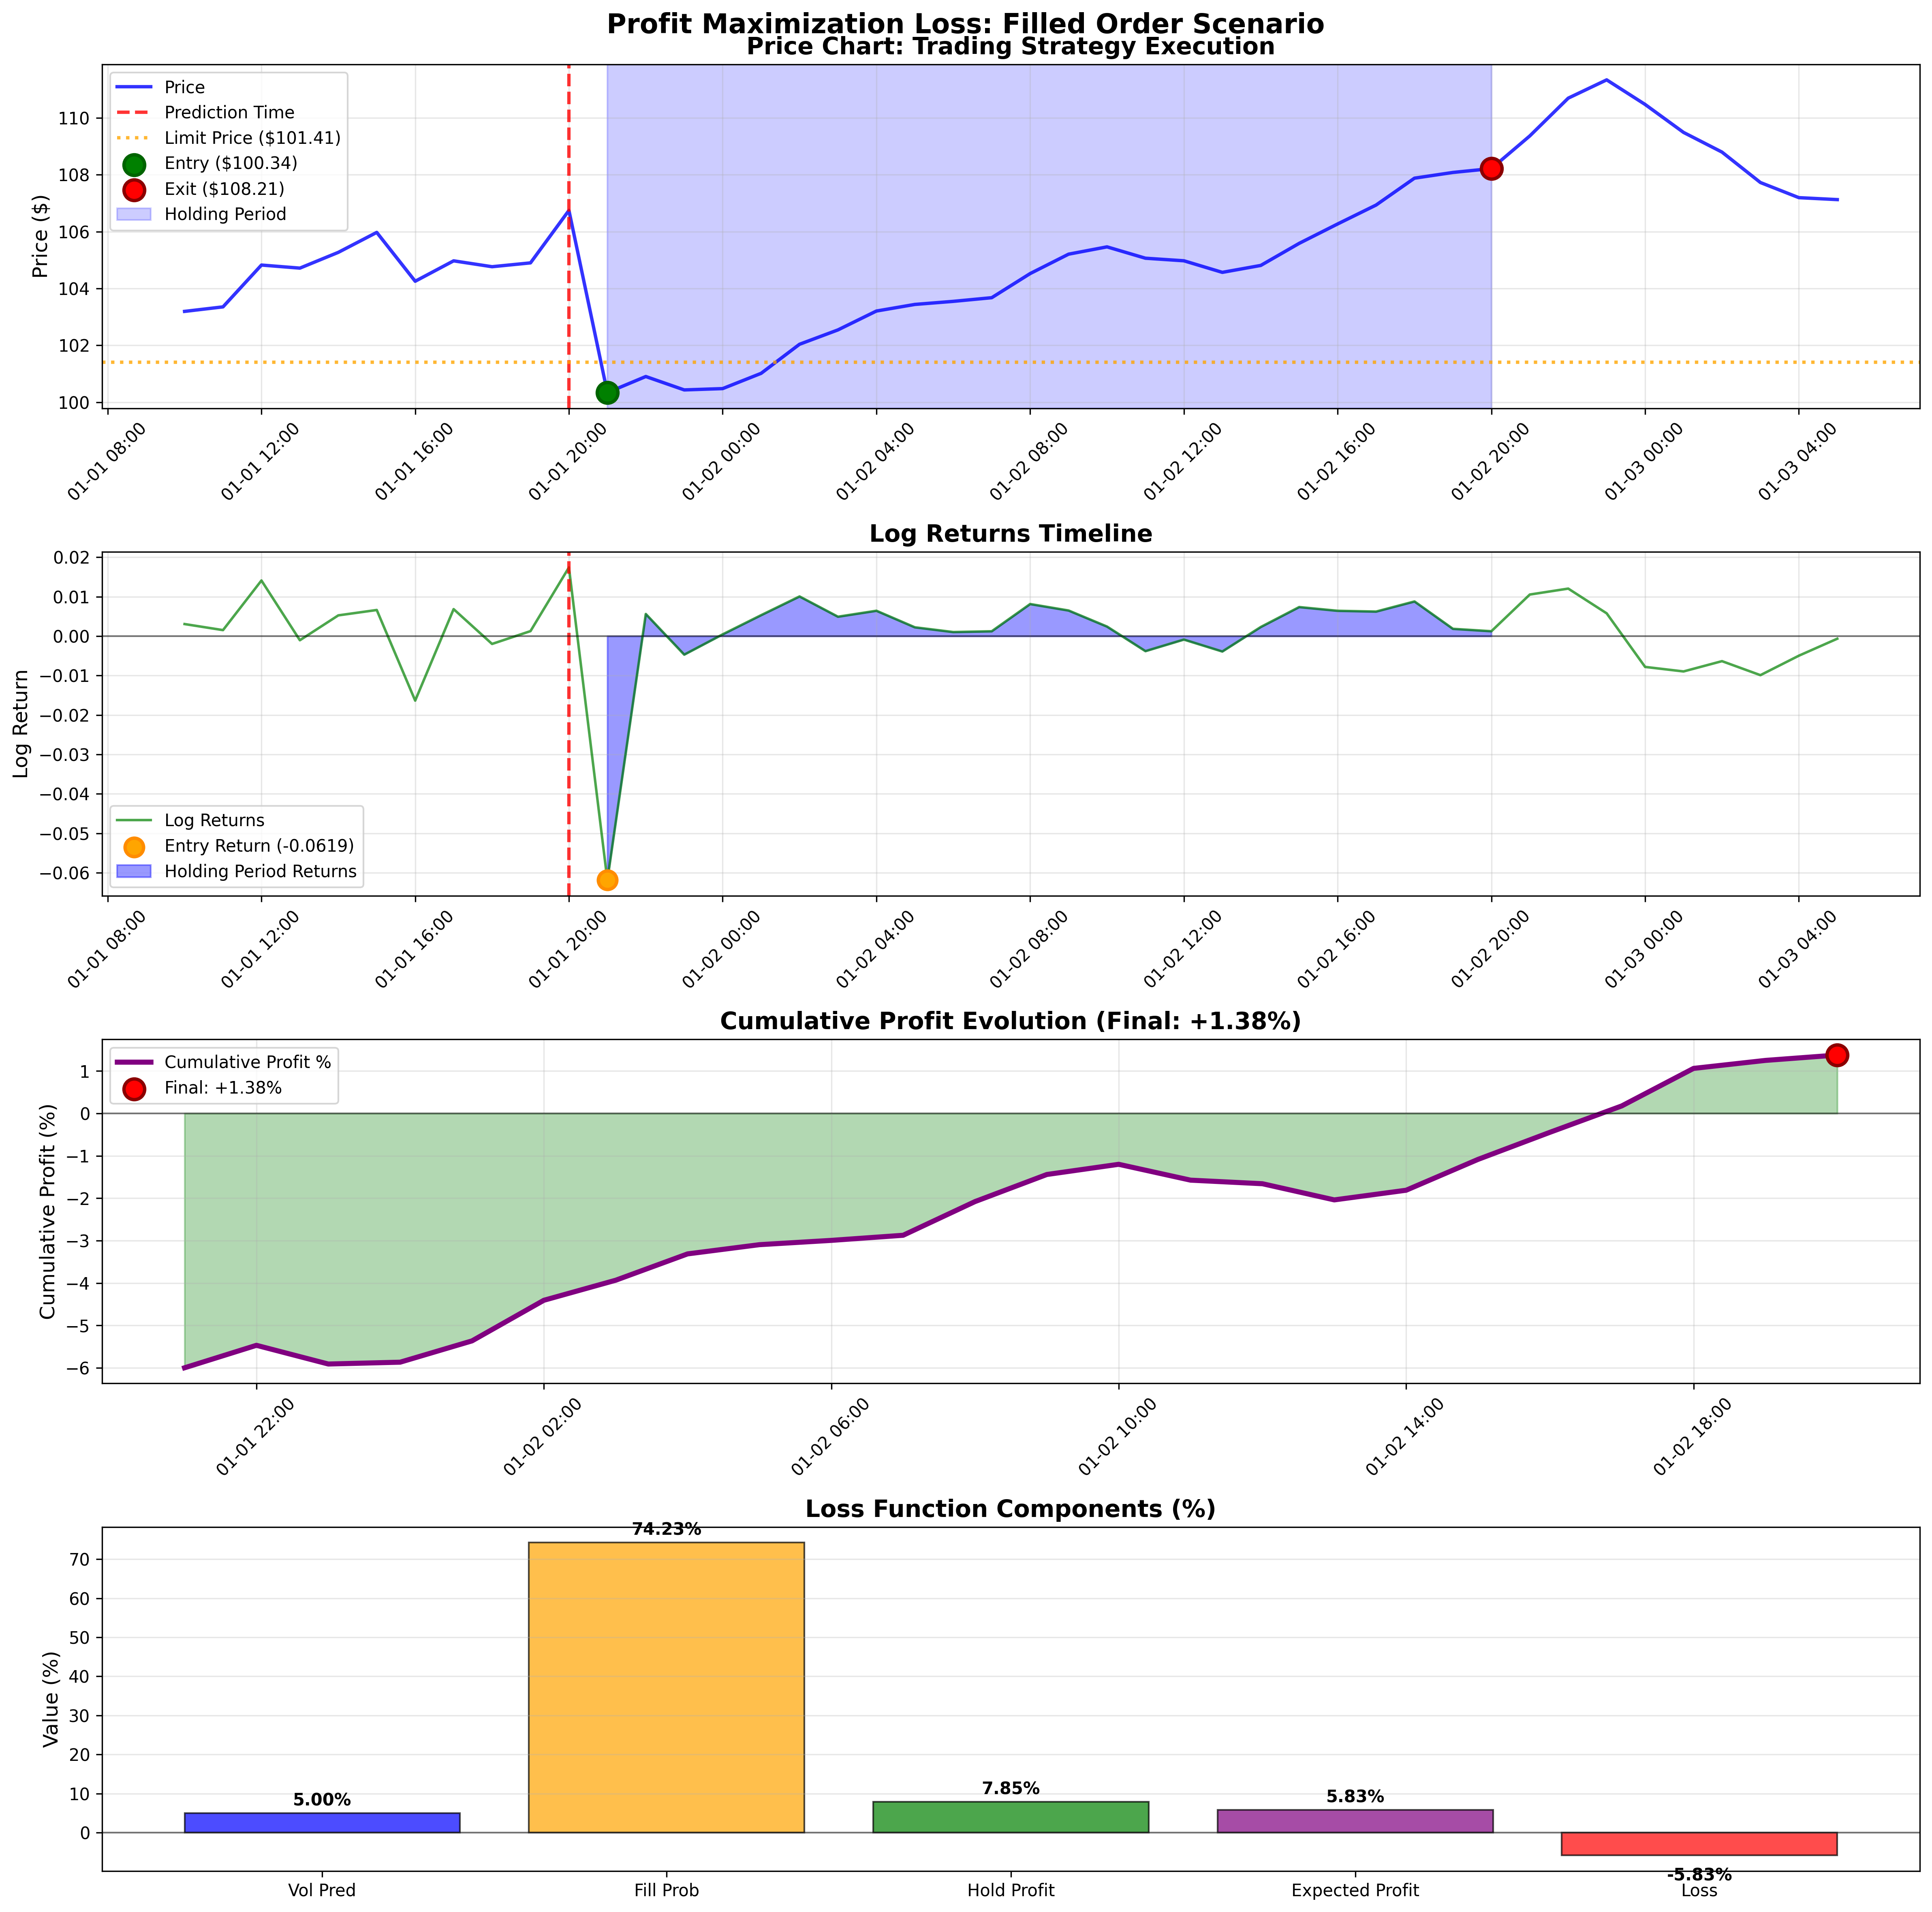 Profit Maximization Loss: Filled Order Scenario
Price Chart: Trading Strategy Execution
Price ($)
110
108
106
104
102
100
Price
Prediction Time
Limit Price ($101.41)
Entry ($100.34)
Exit ($108.21)
Holding Period
01-01 08:00
01-01 12:00
01-01 16:00
01-01 20:00
01-02 00:00
01-02 04:00
01-02 08:00
01-02 12:00
01-02 16:00
01-02 20:00
01-03 00:00
01-03 04:00
Log Returns Timeline
Log Return
0.02
0.01
0.00
−0.01
−0.02
−0.03
−0.04
−0.05
−0.06
Log Returns
Entry Return (-0.0619)
Holding Period Returns
01-01 08:00
01-01 12:00
01-01 16:00
01-01 20:00
01-02 00:00
01-02 04:00
01-02 08:00
01-02 12:00
01-02 16:00
01-02 20:00
01-03 00:00
01-03 04:00
Cumulative Profit Evolution (Final: +1.38%)
Cumulative Profit (%)
1
0
−1
−2
−3
−4
−5
−6
Cumulative Profit %
Final: +1.38%
01-01 22:00
01-02 02:00
01-02 06:00
01-02 10:00
01-02 14:00
01-02 18:00
Loss Function Components (%)
Value (%)
70
60
50
40
30
20
10
0
5.00%
74.23%
7.85%
5.83%
-5.83%
Vol Pred
Fill Prob
Hold Profit
Expected Profit
Loss